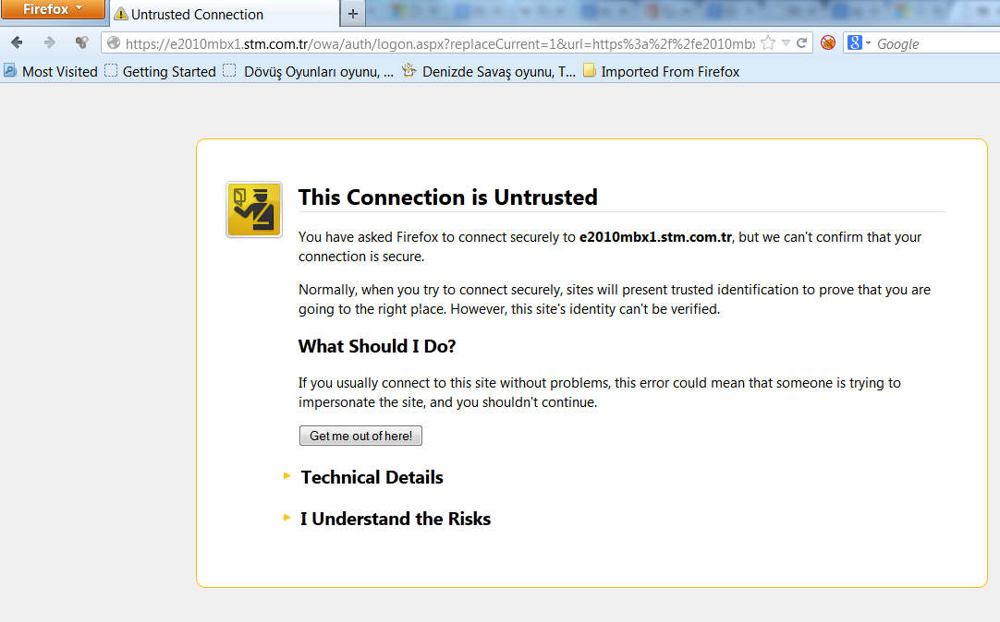 Firefox
Untrusted Connection
https://e2010mbx1.stm.com.tr/owa/auth/logon.aspx?replaceCurrent=1&url=https%3a%2f%2fe2010mbx
Google
Most Visited Getting Started Dövüş Oyunları oyunu, ... Denizde Savaş oyunu, T... Imported From Firefox
This Connection is Untrusted
You have asked Firefox to connect securely to e2010mbx1.stm.com.tr, but we can't confirm that your
connection is secure.
Normally, when you try to connect securely, sites will present trusted identification to prove that you are
going to the right place. However, this site's identity can't be verified.
What Should I Do?
If you usually connect to this site without problems, this error could mean that someone is trying to
impersonate the site, and you shouldn't continue.
Get me out of here!
Technical Details
I Understand the Risks